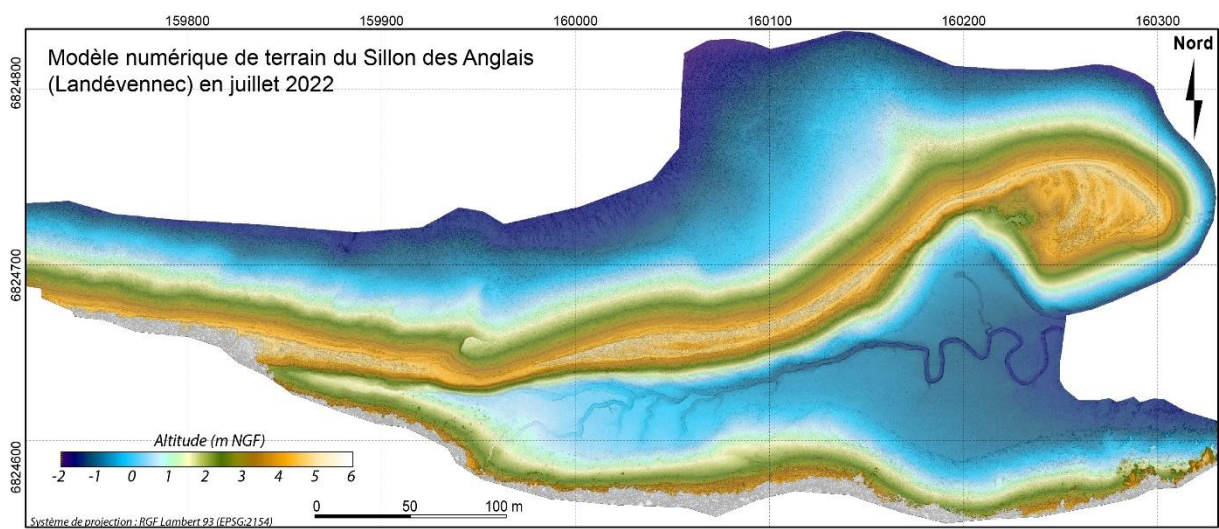 159800 159900 160000 160100 160200 160300
Modèle numérique de terrain du Sillon des Anglais
(Landévennec) en juillet 2022
Nord
6824800
6824700
6824600
Altitude (m NGF)
-2 -1 0 1 2 3 4 5 6
0 50 100 m
Système de projection : RGF Lambert 93 (EPSG:2154)